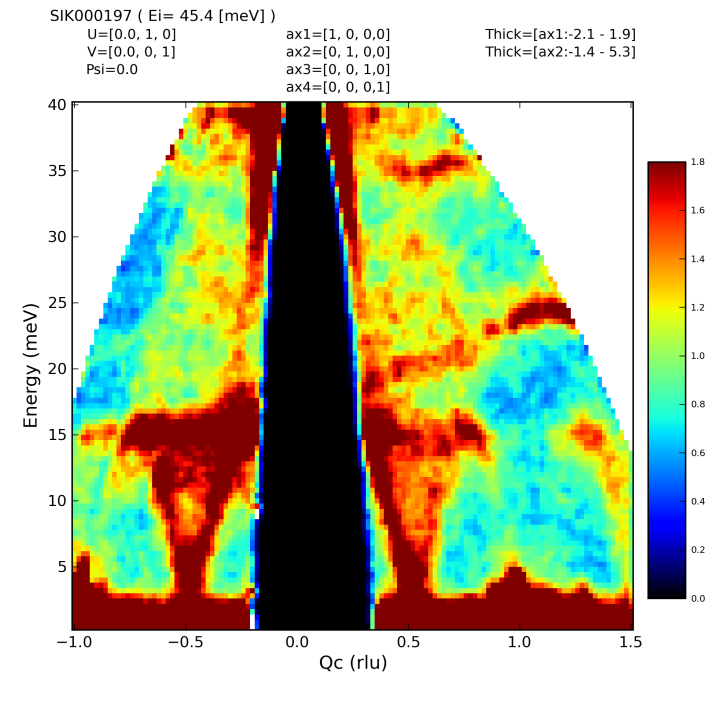 SIK000197 ( Ei= 45.4 [meV] )
U=[0.0, 1, 0] ax1=[1, 0, 0,0] Thick=[ax1:-2.1 - 1.9]
V=[0.0, 0, 1] ax2=[0, 1, 0,0] Thick=[ax2:-1.4 - 5.3]
Psi=0.0 ax3=[0, 0, 1,0]
ax4=[0, 0, 0,1]
40
35
30
25
20
15
10
5
Energy (meV)
−1.0 −0.5 0.0 0.5 1.0 1.5
Qc (rlu)
1.8
1.6
1.4
1.2
1.0
0.8
0.6
0.4
0.2
0.0